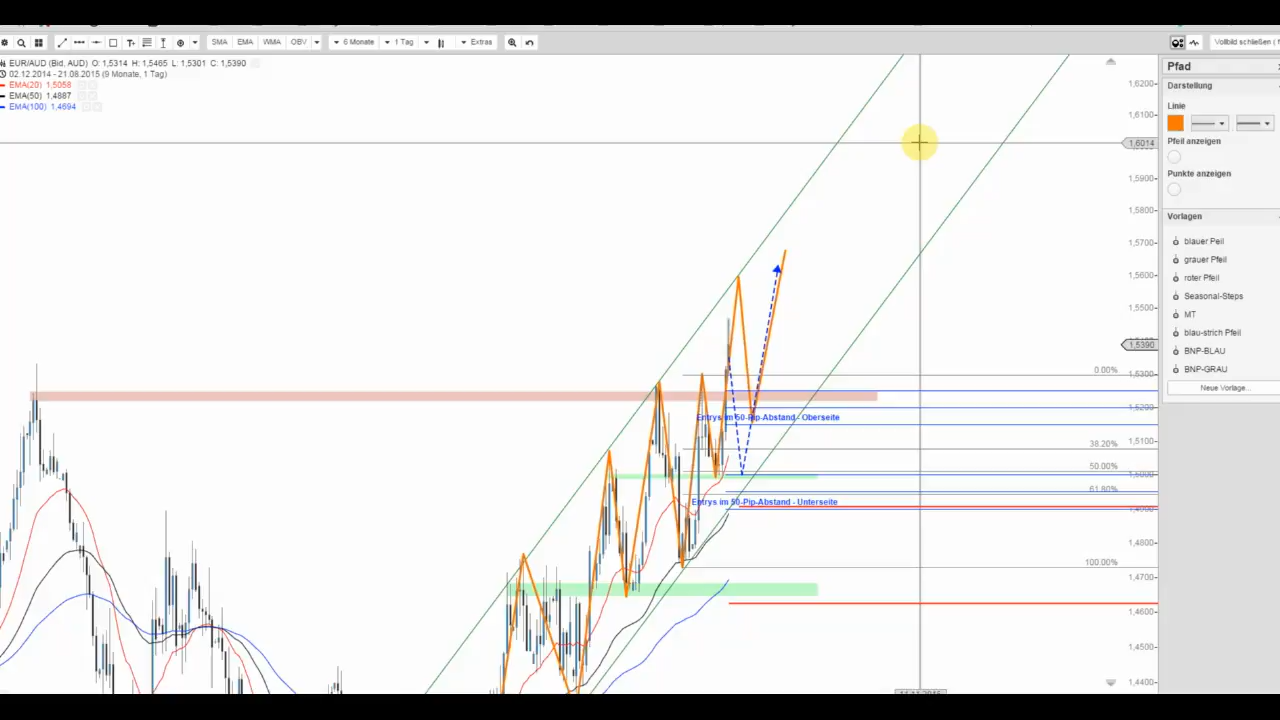 SMA EMA WMA OBV 6 Monate 1 Tag Extras
Vollbild schließen (
EUR/AUD (Bid, AUD) O: 1,5314 H: 1,5465 L: 1,5301 C: 1,5390
02.12.2014 - 21.08.2015 (9 Monate, 1 Tag)
EMA(20) 1,5058
EMA(50) 1,4887
EMA(100) 1,4694
Pfad
Darstellung
Linie
Pfeil anzeigen
Punkte anzeigen
Vorlagen
blauer Peil
grauer Pfeil
roter Pfeil
Seasonal-Steps
MT
blau-strich Pfeil
BNP-BLAU
BNP-GRAU
Neue Vorlage...
1,6200
1,6100
1,6014
1,5900
1,5800
1,5700
1,5600
1,5500
1,5390
1,5300
1,5200
1,5100
1,5000
1,4900
1,4800
1,4700
1,4600
1,4500
1,4400
0.00%
38.20%
50.00%
61.80%
100.00%
Entrys im 50-Pip-Abstand - Oberseite
Entrys im 50-Pip-Abstand - Unterseite